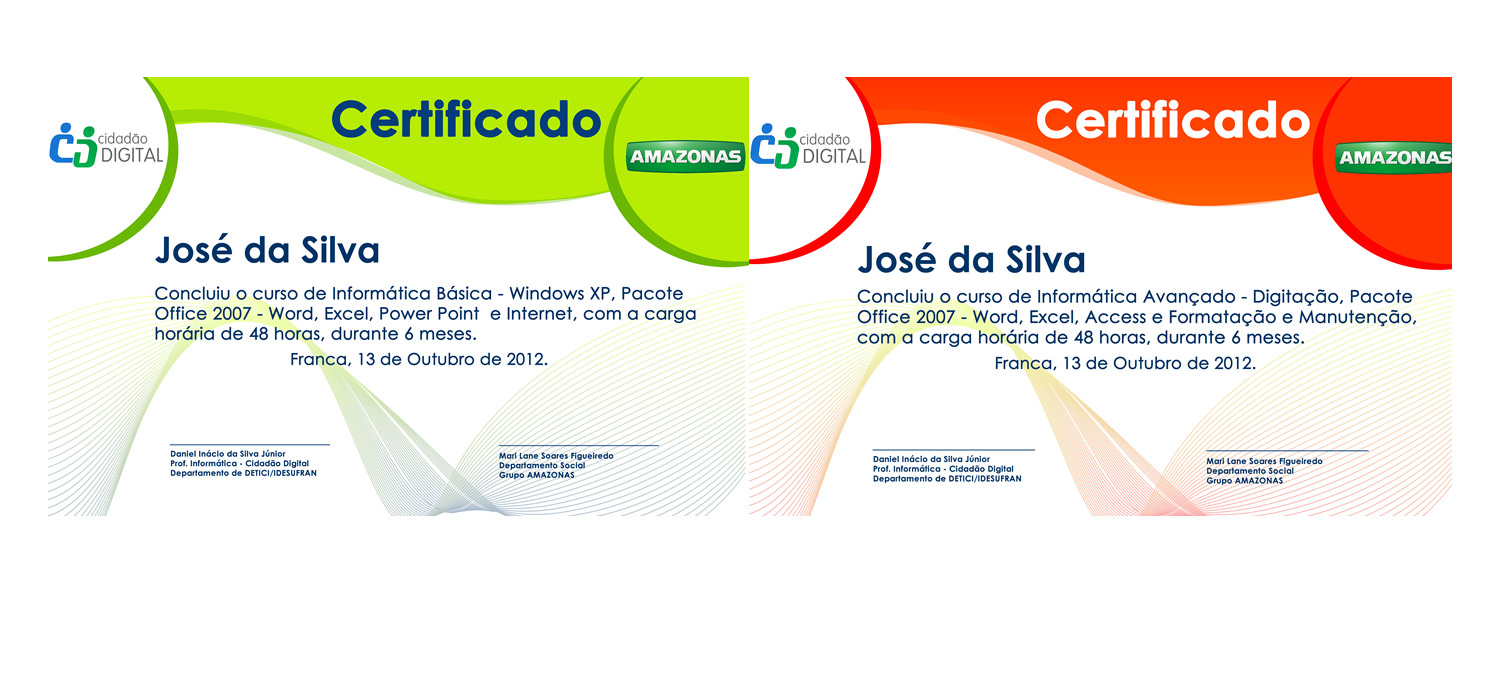 Certificado
cidadão
DIGITAL
AMAZONAS
José da Silva
Concluiu o curso de Informática Básica - Windows XP, Pacote
Office 2007 - Word, Excel, Power Point e Internet, com a carga
horária de 48 horas, durante 6 meses.
Franca, 13 de Outubro de 2012.
Daniel Inácio da Silva Júnior
Prof. Informática - Cidadão Digital
Departamento de DETICI/IDESUFRAN
Mari Lane Soares Figueiredo
Departamento Social
Grupo AMAZONAS
Certificado
cidadão
DIGITAL
AMAZONAS
José da Silva
Concluiu o curso de Informática Avançado - Digitação, Pacote
Office 2007 - Word, Excel, Access e Formatação e Manutenção,
com a carga horária de 48 horas, durante 6 meses.
Franca, 13 de Outubro de 2012.
Daniel Inácio da Silva Júnior
Prof. Informática - Cidadão Digital
Departamento de DETICI/IDESUFRAN
Mari Lane Soares Figueiredo
Departamento Social
Grupo AMAZONAS